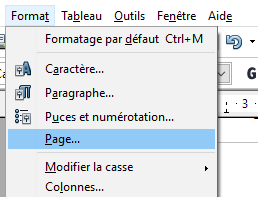 Format Tableau Outils Fenêtre Aide
Formatage par défaut Ctrl+M
Caractère...
Paragraphe...
Puces et numérotation...
Page...
Modifier la casse
Colonnes...
G
3